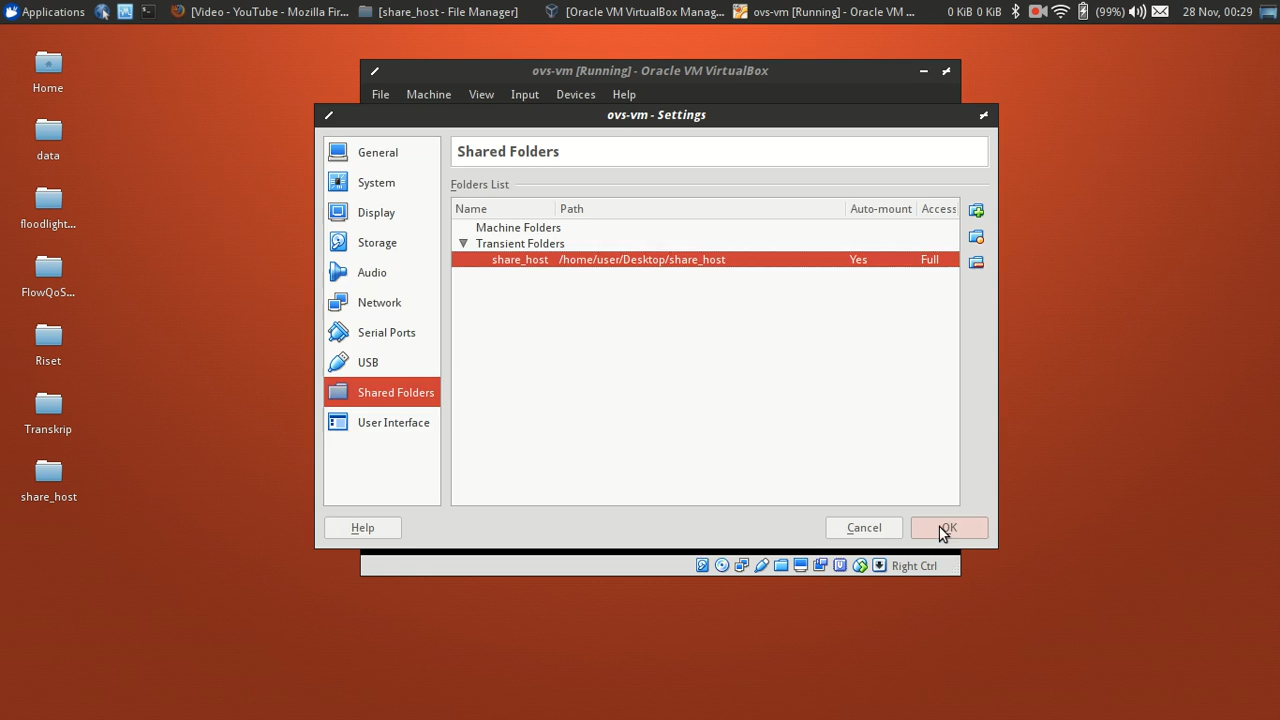 Applications
[Video - YouTube - Mozilla Fir...
[share_host - File Manager]
[Oracle VM VirtualBox Manag...
ovs-vm [Running] - Oracle VM ...
0 KiB 0 KiB
(99%)
28 Nov, 00:29
Home
data
floodlight...
FlowQoS...
Riset
Transkrip
share_host
ovs-vm [Running] - Oracle VM VirtualBox
File Machine View Input Devices Help
ovs-vm - Settings
General
System
Display
Storage
Audio
Network
Serial Ports
USB
Shared Folders
User Interface
Shared Folders
Folders List
Name Path Auto-mount Access
Machine Folders
Transient Folders
share_host /home/user/Desktop/share_host Yes Full
Help Cancel OK
Right Ctrl